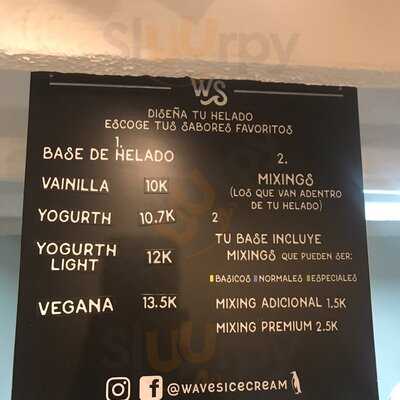 Sluurpy
WS
DISEÑA TU HELADO
ESCOGE TUS SABORES FAVORITOS
1.
BASE DE HELADO
VAINILLA 10K
YOGURTH 10.7K
YOGURTH LIGHT 12K
VEGANA 13.5K
2.
MIXINGS
(LOS QUE VAN ADENTRO
DE TU HELADO)
2
TU BASE INCLUYE
MIXINGS QUE PUEDEN SER:
BASICOS NORMALES ESPECIALES
MIXING ADICIONAL 1.5K
MIXING PREMIUM 2.5K
@WAVESICECREAM